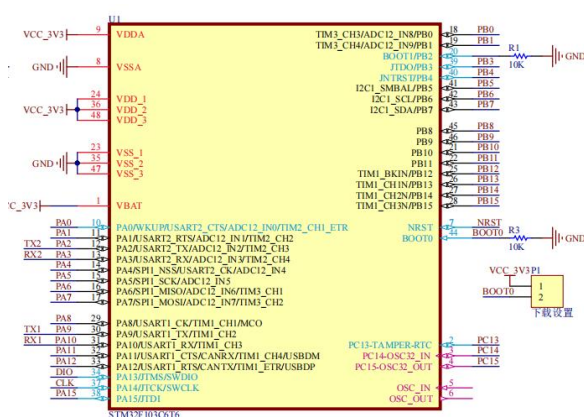 U1
VCC_3V3 9 VDDA
GND 8 VSSA
VCC_3V3
24 VDD_1
36 VDD_2
48 VDD_3
GND
23 VSS_1
35 VSS_2
47 VSS_3
1 VBAT
PA0 10 PA0/WKUP/USART2_CTS/ADC12_IN0/TIM2_CH1_ETR
PA1 11 PA1/USART2_RTS/ADC12_IN1/TIM2_CH2
TX2 PA2 12 PA2/USART2_TX/ADC12_IN2/TIM2_CH3
RX2 PA3 13 PA3/USART2_RX/ADC12_IN3/TIM2_CH4
PA4 14 PA4/SPI1_NSS/USART2_CK/ADC12_IN4
PA5 15 PA5/SPI1_SCK/ADC12_IN5
PA6 16 PA6/SPI1_MISO/ADC12_IN6/TIM3_CH1
PA7 17 PA7/SPI1_MOSI/ADC12_IN7/TIM3_CH2
PA8 29 PA8/USART1_CK/TIM1_CH1/MCO
TX1 PA9 30 PA9/USART1_TX/TIM1_CH2
RX1 PA10 31 PA10/USART1_RX/TIM1_CH3
PA11 32 PA11/USART1_CTS/CANRX/TIM1_CH4/USBDM
PA12 33 PA12/USART1_RTS/CANTX/TIM1_ETR/USBDP
DIO 34 PA13/JTMS/SWDIO
CLK 37 PA14/JTCK/SWCLK
PA15 38 PA15/JTDI
STM32F103C6T6
TIM3_CH3/ADC12_IN8/PB0 18 PB0
TIM3_CH4/ADC12_IN9/PB1 19 PB1
BOOT1/PB2 20 R1 10K GND
JTDO/PB3 39 PB3
JNTRST/PB4 40 PB4
I2C1_SMBAL/PB5 41 PB5
I2C1_SCL/PB6 42 PB6
I2C1_SDA/PB7 43 PB7
PB8 45 PB8
PB9 46 PB9
PB10 21 PB10
PB11 22 PB11
TIM1_BKIN/PB12 25 PB12
TIM1_CH1N/PB13 26 PB13
TIM1_CH2N/PB14 27 PB14
TIM1_CH3N/PB15 28 PB15
NRST 7 NRST
BOOT0 44 BOOT0 R3 10K GND
VCC_3V3 P1
1
BOOT0 2
下载设置
PC13-TAMPER-RTC 2 PC13
PC14-OSC32_IN 3 PC14
PC15-OSC32_OUT 4 PC15
OSC_IN 5
OSC_OUT 6